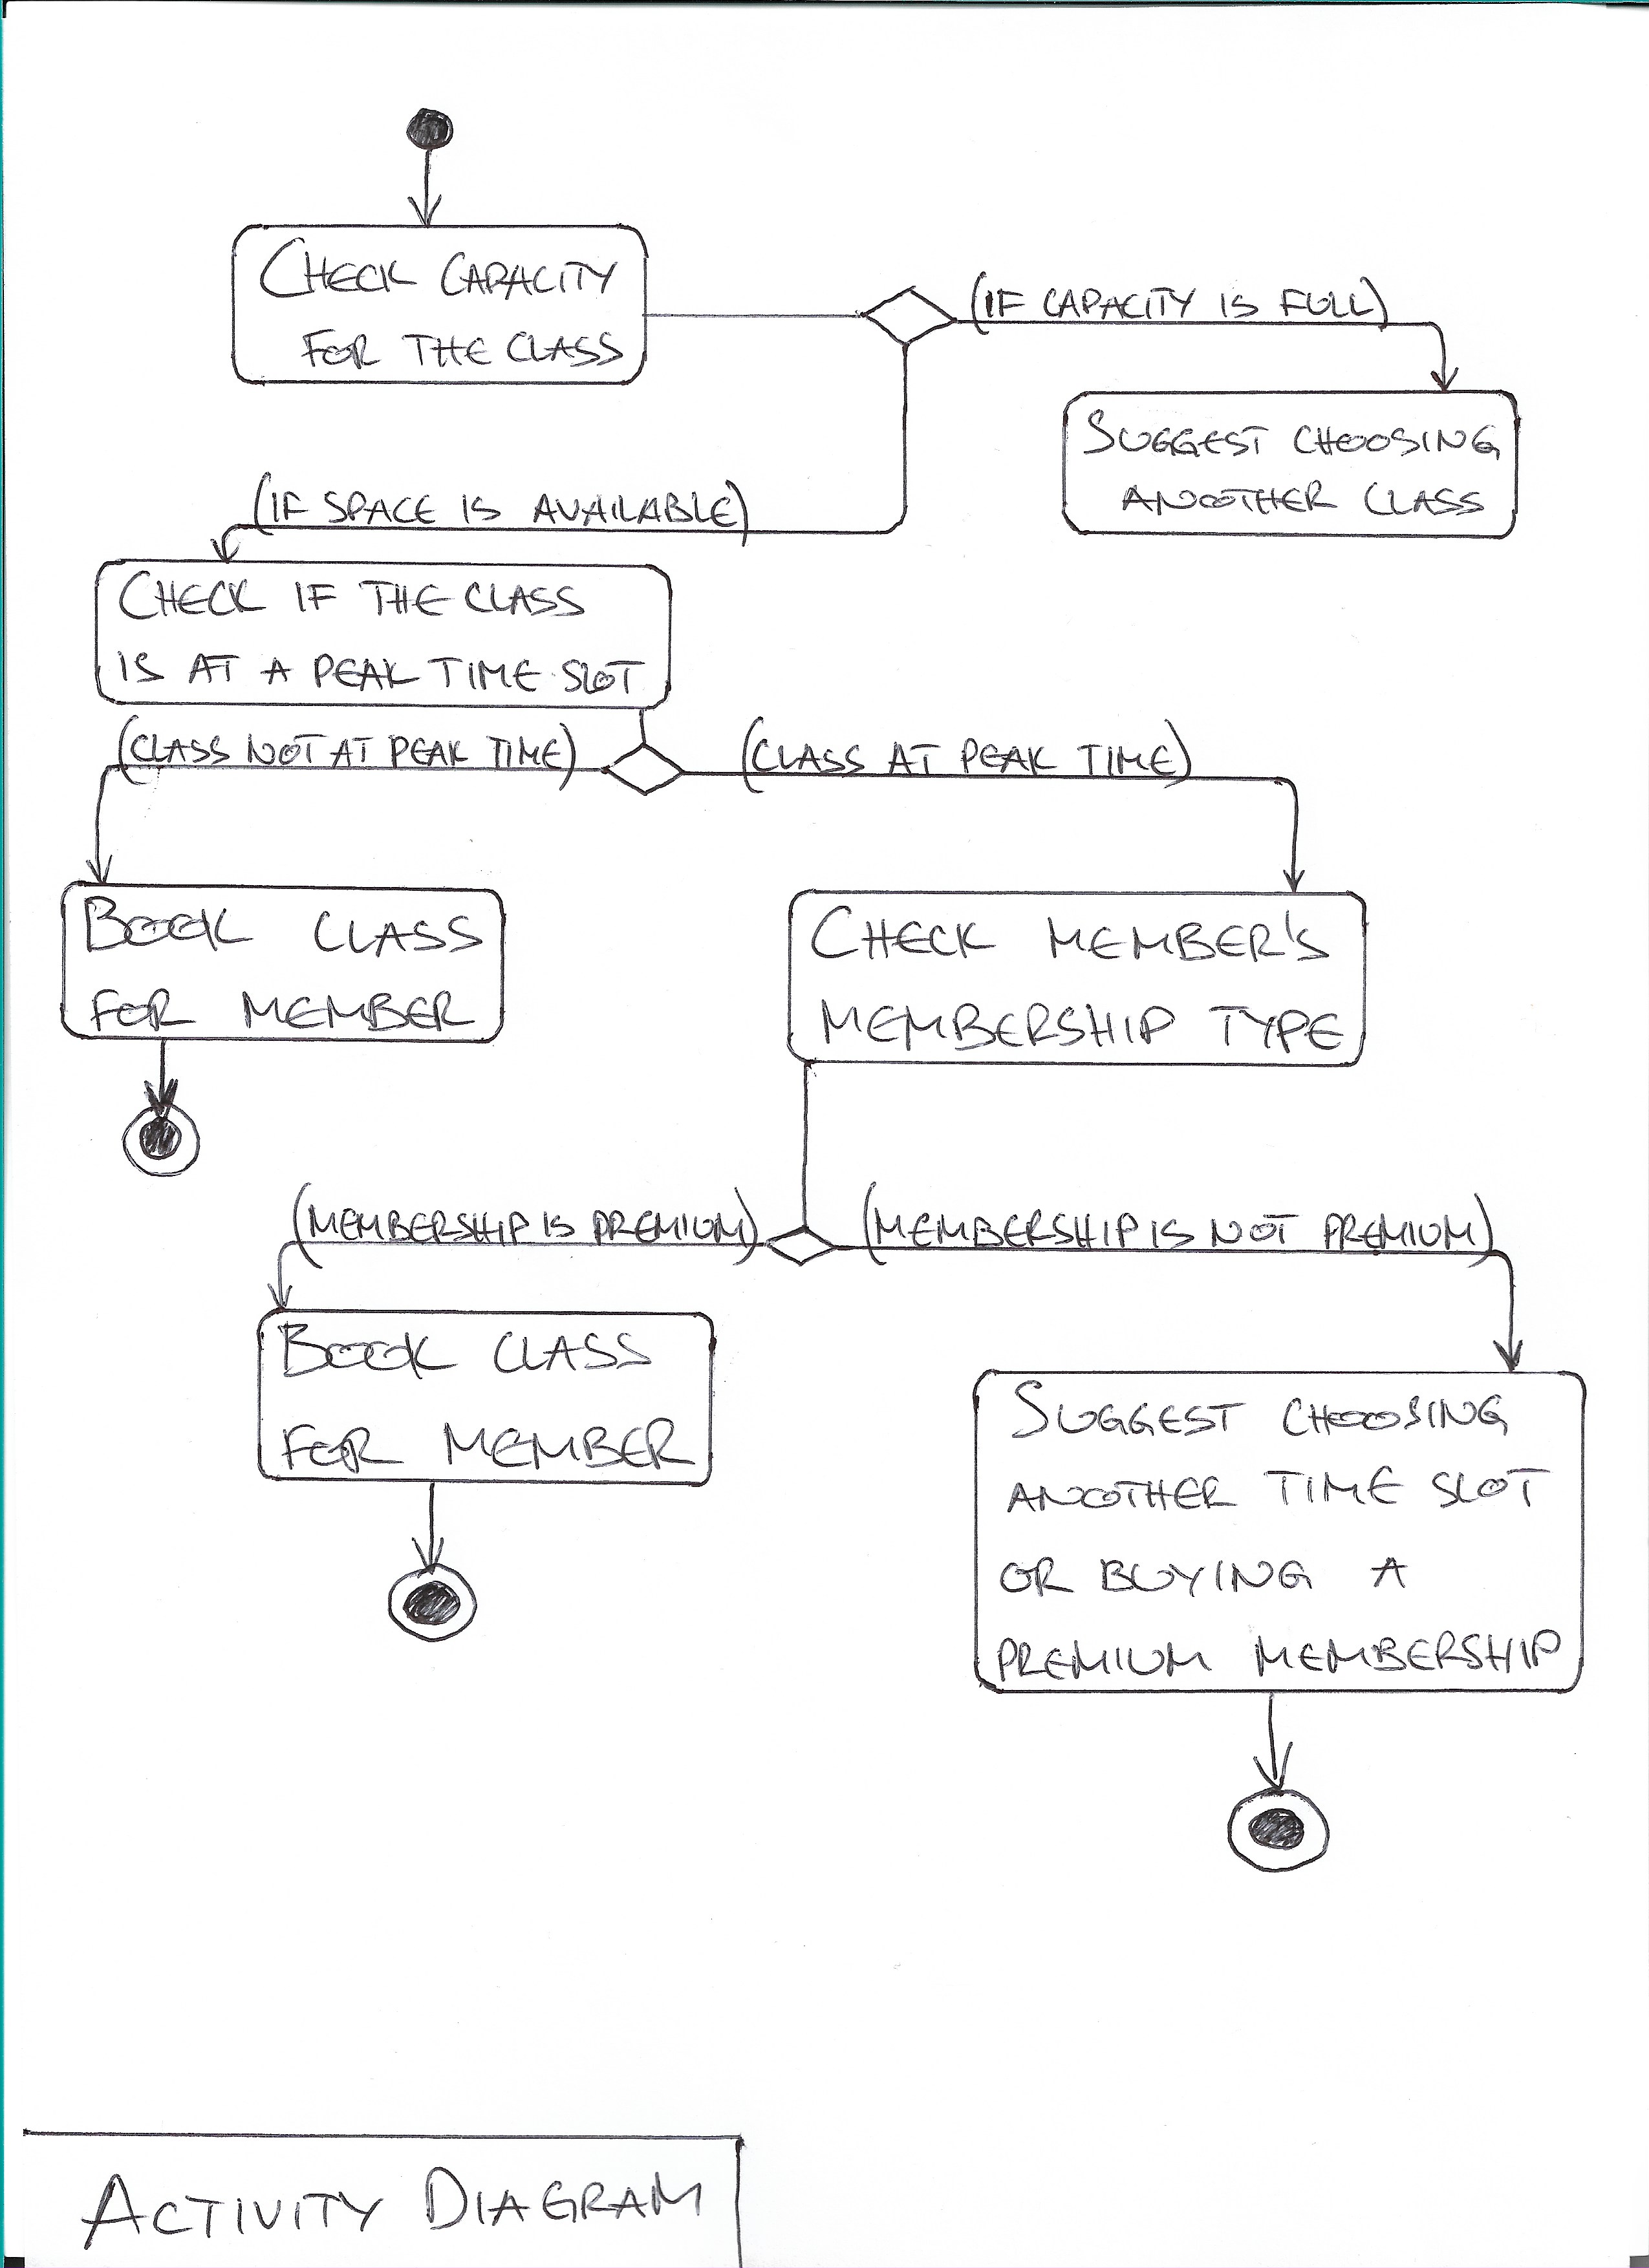 CHECK CAPACITY
FOR THE CLASS
(IF CAPACITY IS FULL)
SUGGEST CHOOSING
ANOTHER CLASS
(IF SPACE IS AVAILABLE)
CHECK IF THE CLASS
IS AT A PEAK TIME SLOT
(CLASS NOT AT PEAK TIME)
(CLASS AT PEAK TIME)
BOOK CLASS
FOR MEMBER
CHECK MEMBER'S
MEMBERSHIP TYPE
(MEMBERSHIP IS PREMIUM)
(MEMBERSHIP IS NOT PREMIUM)
BOOK CLASS
FOR MEMBER
SUGGEST CHOOSING
ANOTHER TIME SLOT
OR BUYING A
PREMIUM MEMBERSHIP
ACTIVITY DIAGRAM